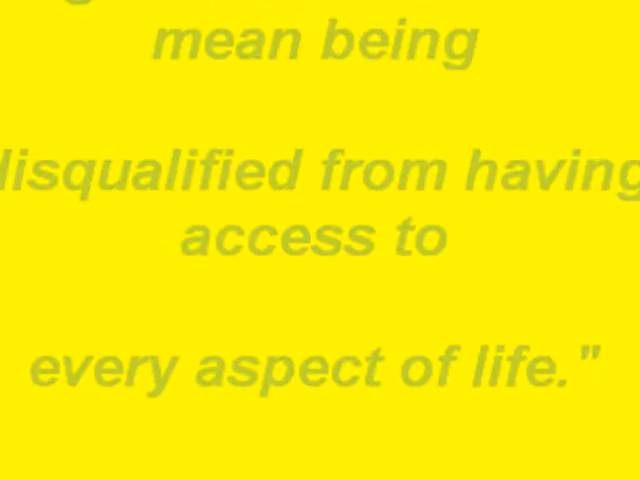 mean being
disqualified from having
access to
every aspect of life."